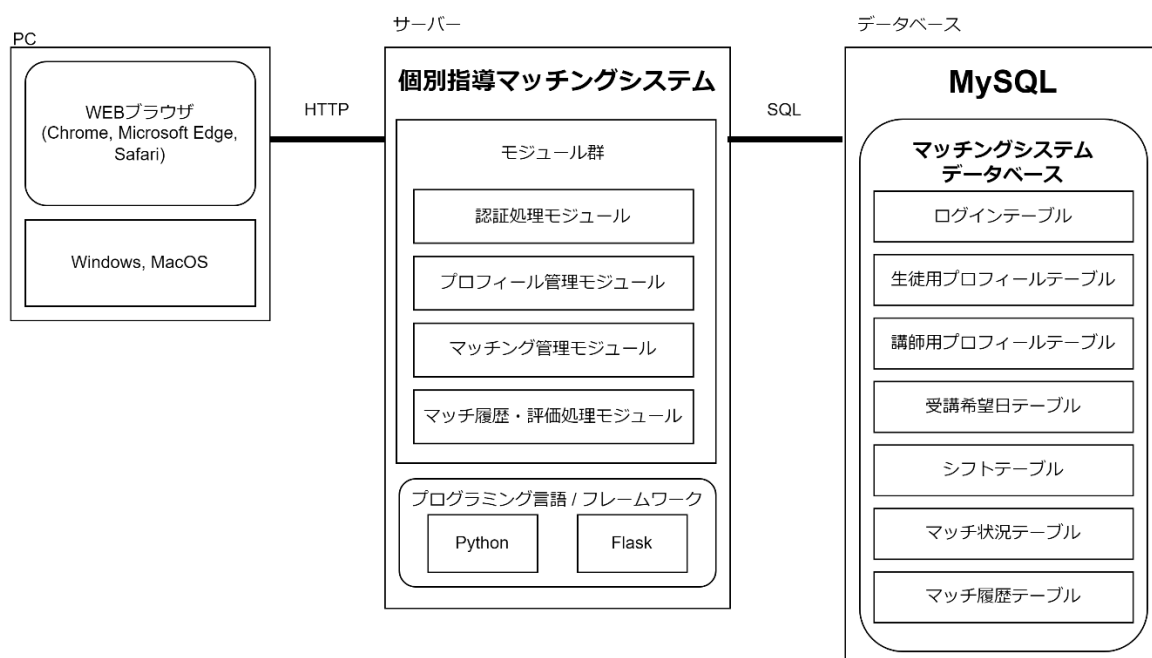 PC
WEBブラウザ
(Chrome, Microsoft Edge,
Safari)
Windows, MacOS
HTTP
サーバー
個別指導マッチングシステム
モジュール群
認証処理モジュール
プロフィール管理モジュール
マッチング管理モジュール
マッチ履歴・評価処理モジュール
プログラミング言語 / フレームワーク
Python
Flask
SQL
データベース
MySQL
マッチングシステム
データベース
ログインテーブル
生徒用プロフィールテーブル
講師用プロフィールテーブル
受講希望日テーブル
シフトテーブル
マッチ状況テーブル
マッチ履歴テーブル